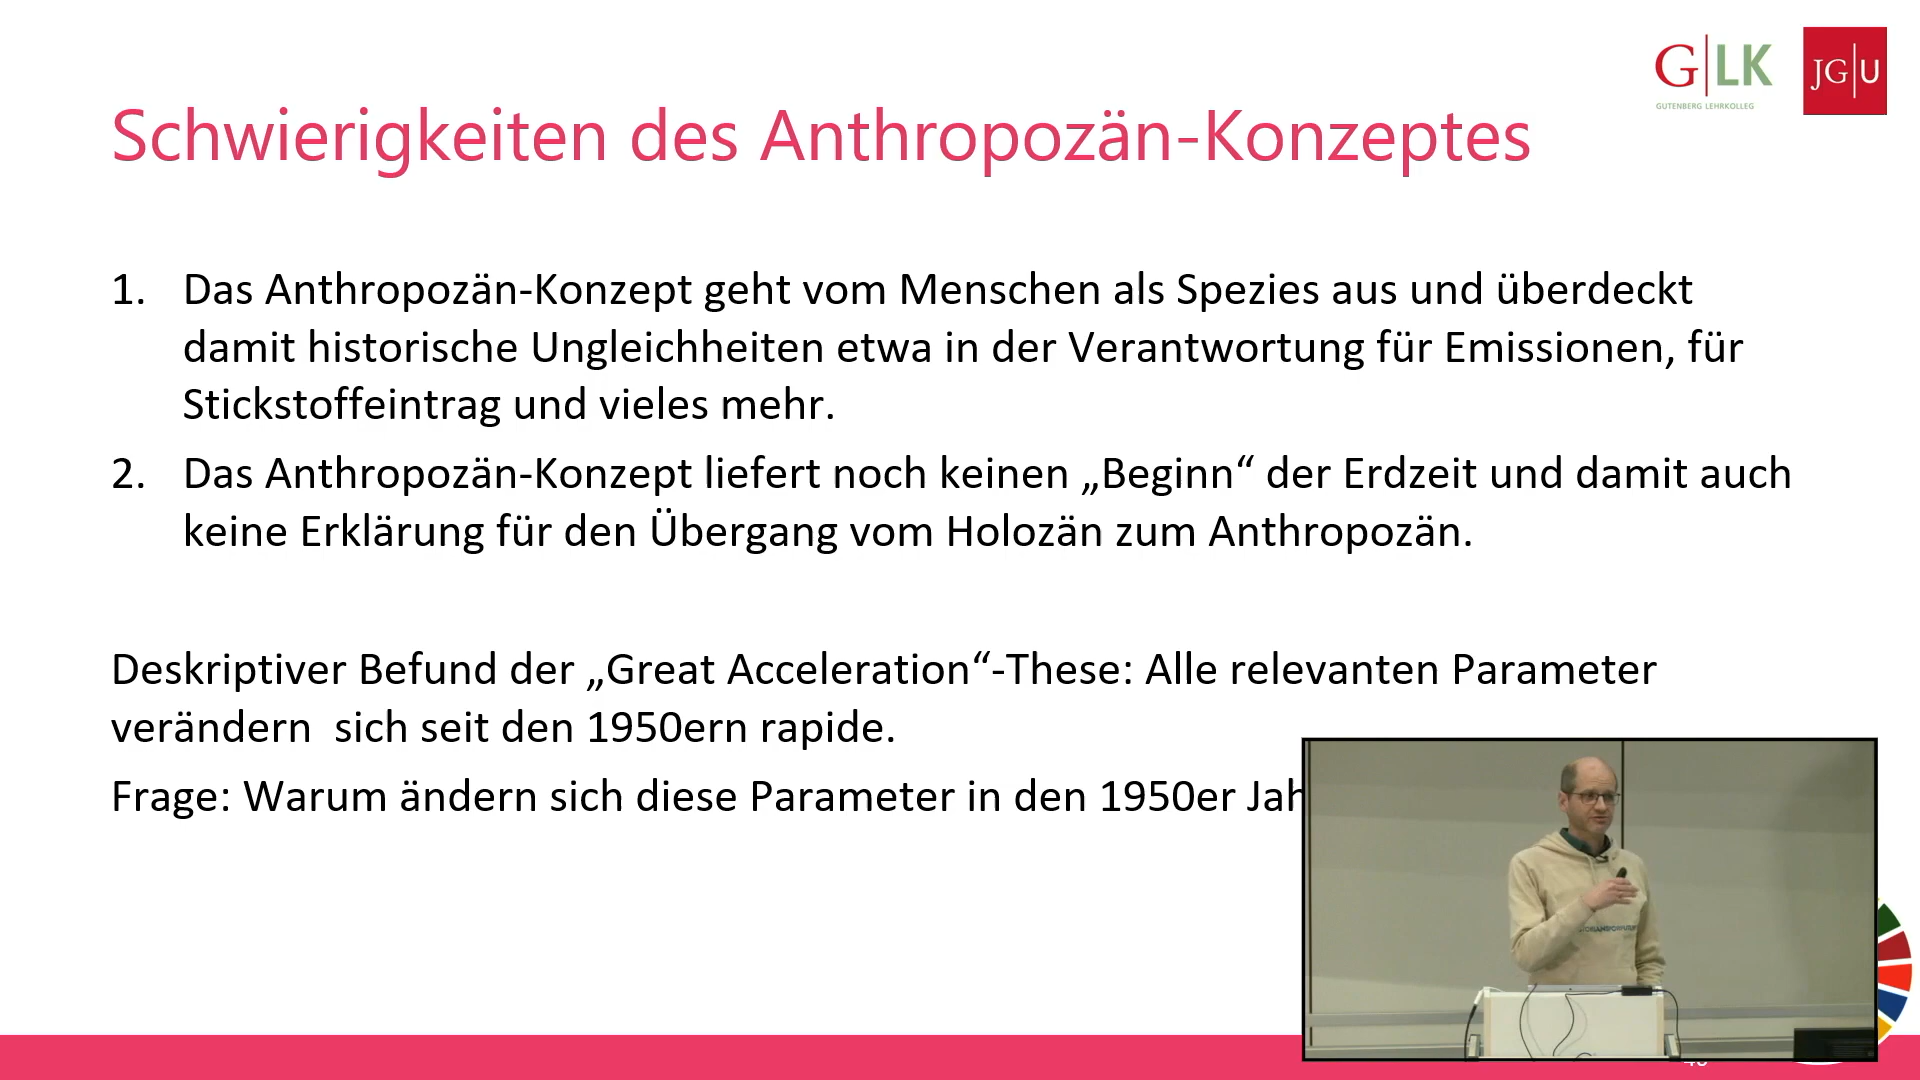 G|LK
GUTENBERG LEHRKOLLEG
JG|U
Schwierigkeiten des Anthropozän-Konzeptes
1. Das Anthropozän-Konzept geht vom Menschen als Spezies aus und überdeckt
damit historische Ungleichheiten etwa in der Verantwortung für Emissionen, für
Stickstoffeintrag und vieles mehr.
2. Das Anthropozän-Konzept liefert noch keinen „Beginn“ der Erdzeit und damit auch
keine Erklärung für den Übergang vom Holozän zum Anthropozän.
Deskriptiver Befund der „Great Acceleration“-These: Alle relevanten Parameter
verändern  sich seit den 1950ern rapide.
Frage: Warum ändern sich diese Parameter in den 1950er Jah